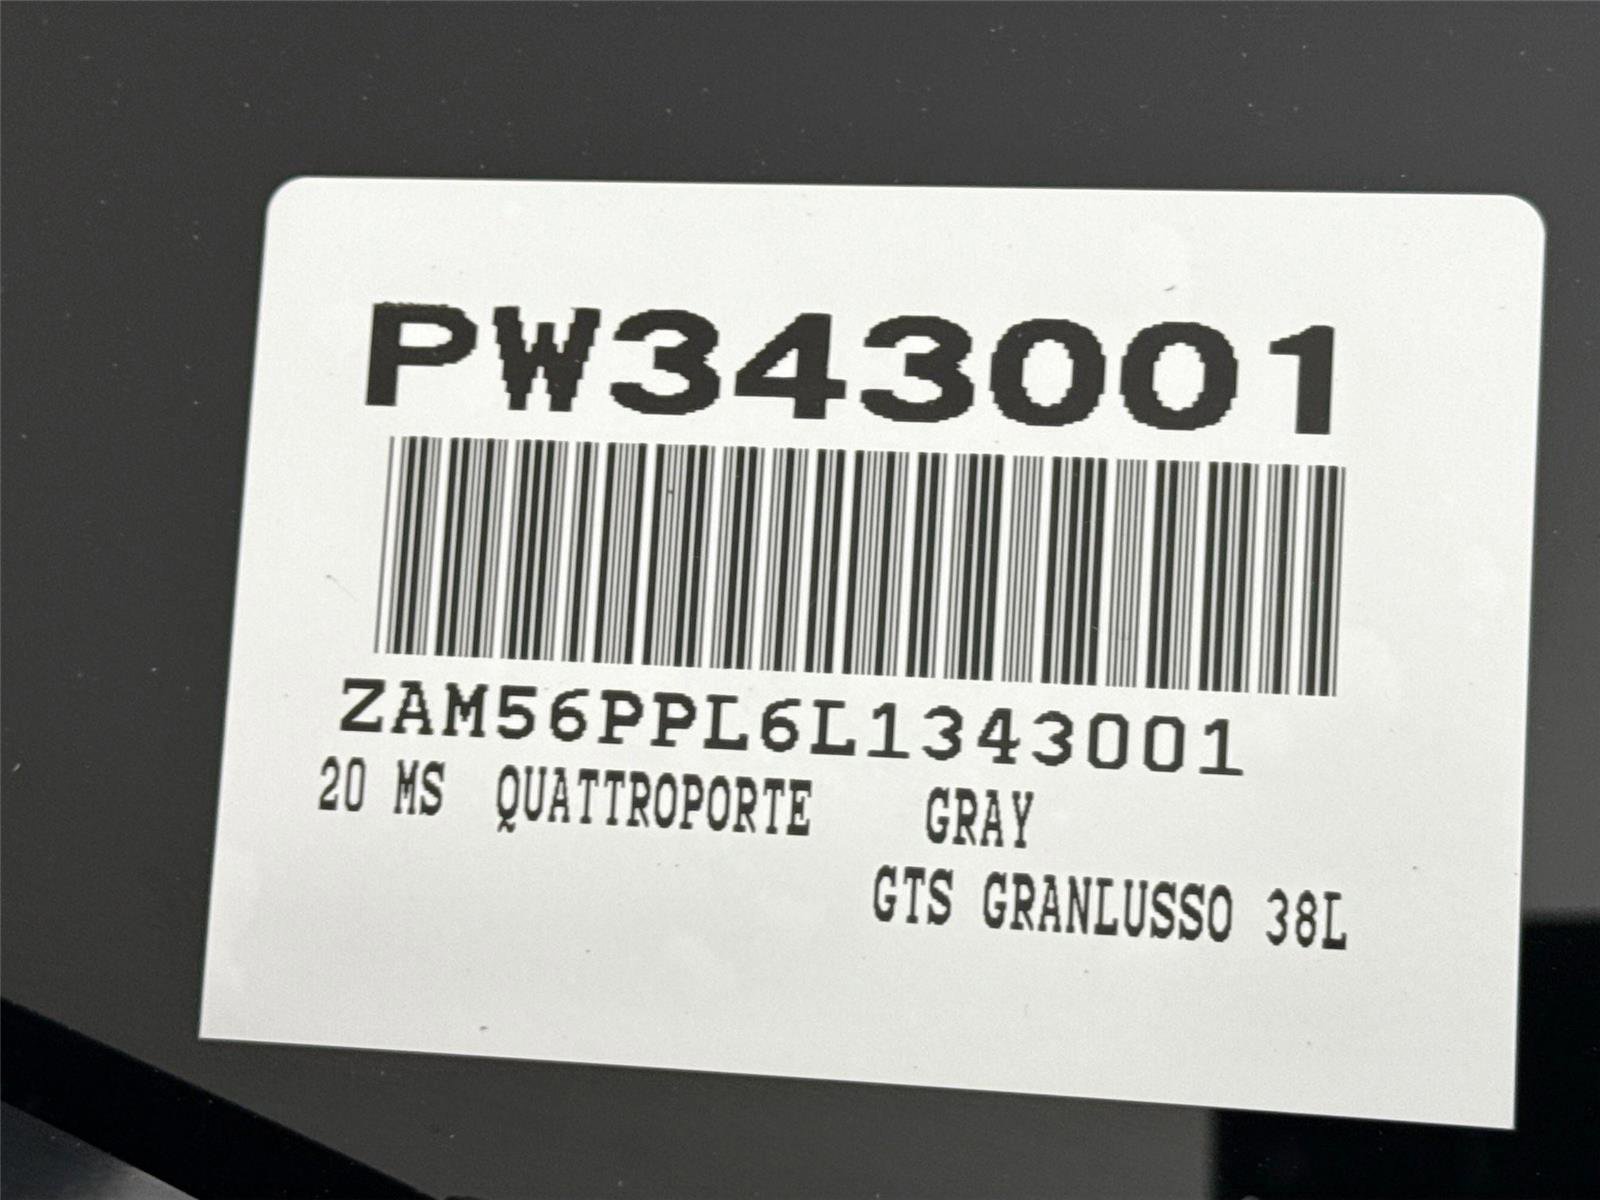 PW343001
ZAM56PPL6L1343001
20 MS QUATTROPORTE GRAY
GTS GRANLUSSO 38L